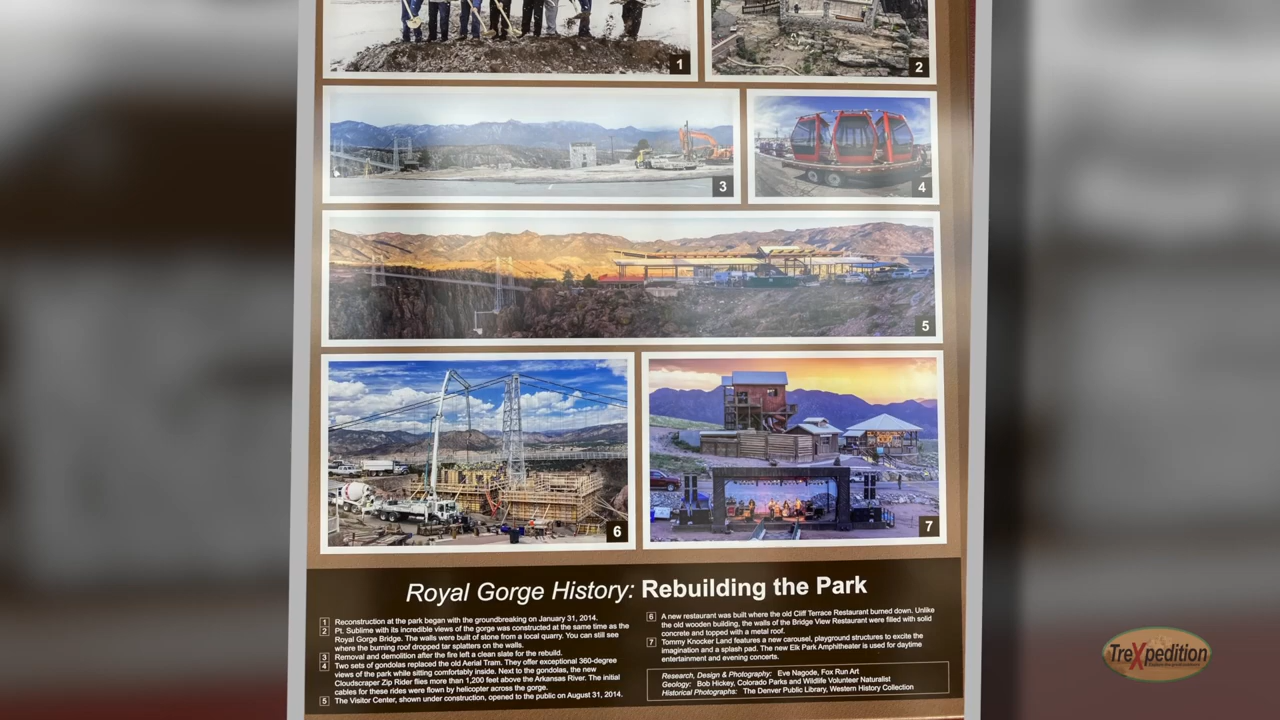 1
2
3
4
5
6
7
Royal Gorge History: Rebuilding the Park
1 Reconstruction at the park began with the groundbreaking on January 31, 2014.
2 Pt. Sublime with its incredible views of the gorge was constructed at the same time as the
Royal Gorge Bridge. The walls were built of stone from a local quarry. You can still see
where the burning roof dropped tar splatters on the walls.
3 Removal and demolition after the fire left a clean slate for the rebuild.
4 Two sets of gondolas replaced the old Aerial Tram. They offer exceptional 360-degree
views of the park while sitting comfortably inside. Next to the gondolas, the new
Cloudscraper Zip Rider flies more than 1,200 feet above the Arkansas River. The initial
cables for these rides were flown by helicopter across the gorge.
5 The Visitor Center, shown under construction, opened to the public on August 31, 2014.
6 A new restaurant was built where the old Cliff Terrace Restaurant burned down. Unlike
the old wooden building, the walls of the Bridge View Restaurant were filled with solid
concrete and topped with a metal roof.
7 Tommy Knocker Land features a new carousel, playground structures to excite the
imagination and a splash pad. The new Elk Park Amphitheater is used for daytime
entertainment and evening concerts.
Research, Design & Photography: Eve Nagode, Fox Run Art
Geology: Bob Hickey, Colorado Parks and Wildlife Volunteer Naturalist
Historical Photographs: The Denver Public Library, Western History Collection
TreXpedition